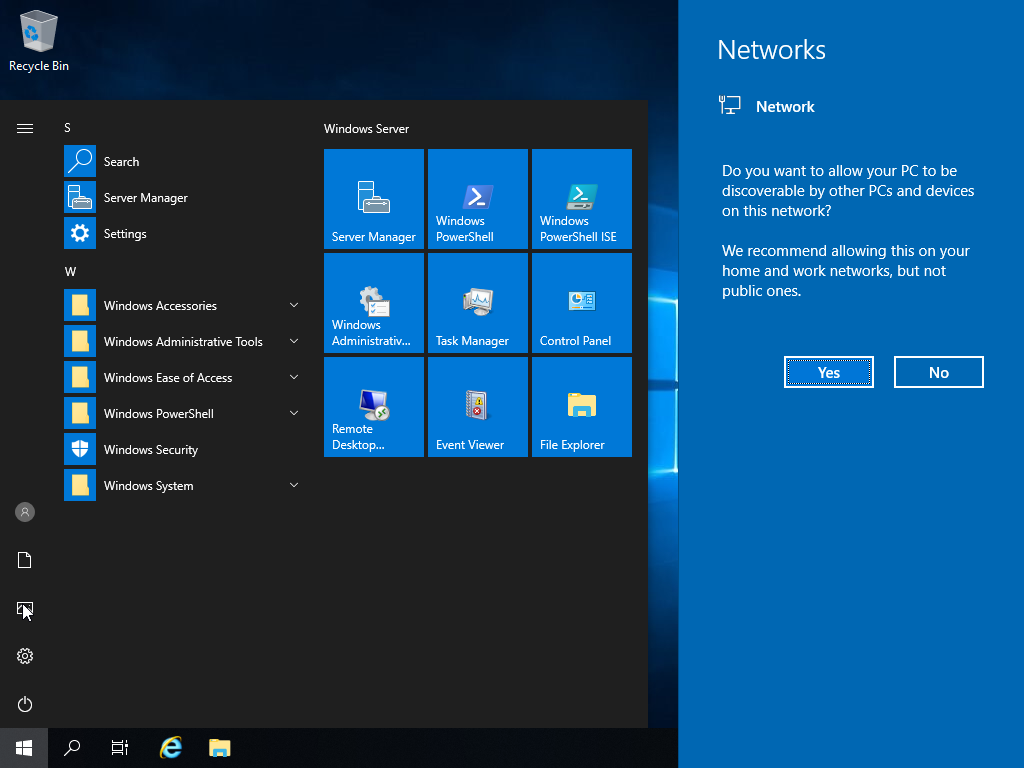 Recycle Bin
S
Search
Server Manager
Settings
W
Windows Accessories
Windows Administrative Tools
Windows Ease of Access
Windows PowerShell
Windows Security
Windows System
Windows Server
Server Manager
Windows
PowerShell
Windows
PowerShell ISE
Windows
Administrativ...
Task Manager
Control Panel
Remote
Desktop...
Event Viewer
File Explorer
Networks
Network
Do you want to allow your PC to be
discoverable by other PCs and devices
on this network?
We recommend allowing this on your
home and work networks, but not
public ones.
Yes
No